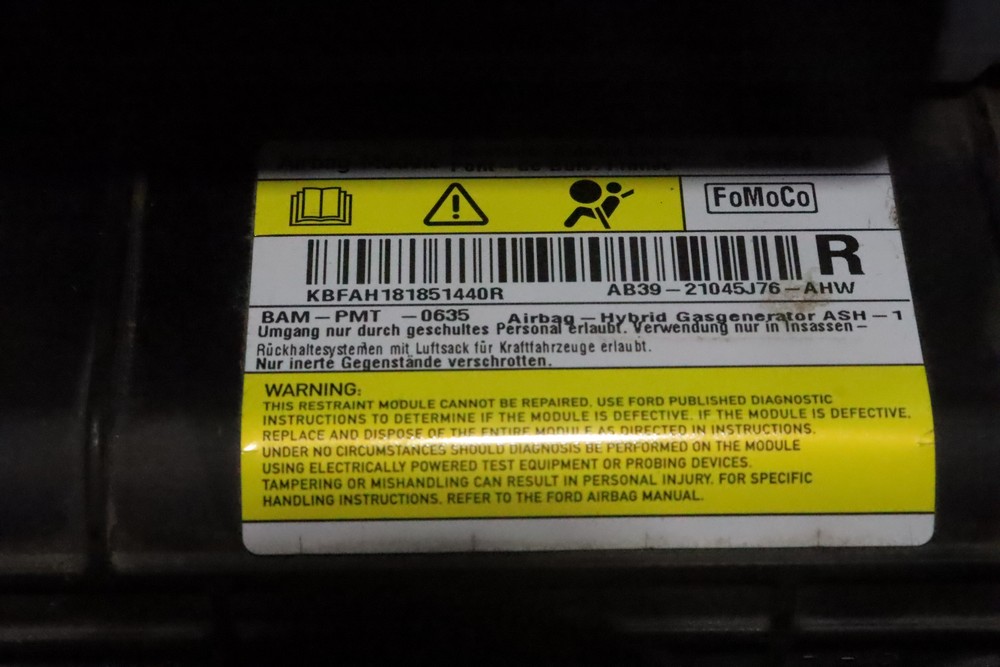 Airbag Module
FoMoCo
R
KBFAH181851440R AB39-21045J76-AHW
BAM-PMT -0635 Airbag-Hybrid Gasgenerator ASH-1
Umgang nur durch geschultes Personal erlaubt. Verwendung nur in Insassen-
Rückhaltesystemen mit Luftsack für Kraftfahrzeuge erlaubt.
Nur inerte Gegenstände verschrotten.
WARNING:
THIS RESTRAINT MODULE CANNOT BE REPAIRED. USE FORD PUBLISHED DIAGNOSTIC
INSTRUCTIONS TO DETERMINE IF THE MODULE IS DEFECTIVE. IF THE MODULE IS DEFECTIVE,
REPLACE AND DISPOSE OF THE ENTIRE MODULE AS DIRECTED IN INSTRUCTIONS.
UNDER NO CIRCUMSTANCES SHOULD DIAGNOSIS BE PERFORMED ON THE MODULE
USING ELECTRICALLY POWERED TEST EQUIPMENT OR PROBING DEVICES.
TAMPERING OR MISHANDLING CAN RESULT IN PERSONAL INJURY. FOR SPECIFIC
HANDLING INSTRUCTIONS. REFER TO THE FORD AIRBAG MANUAL.